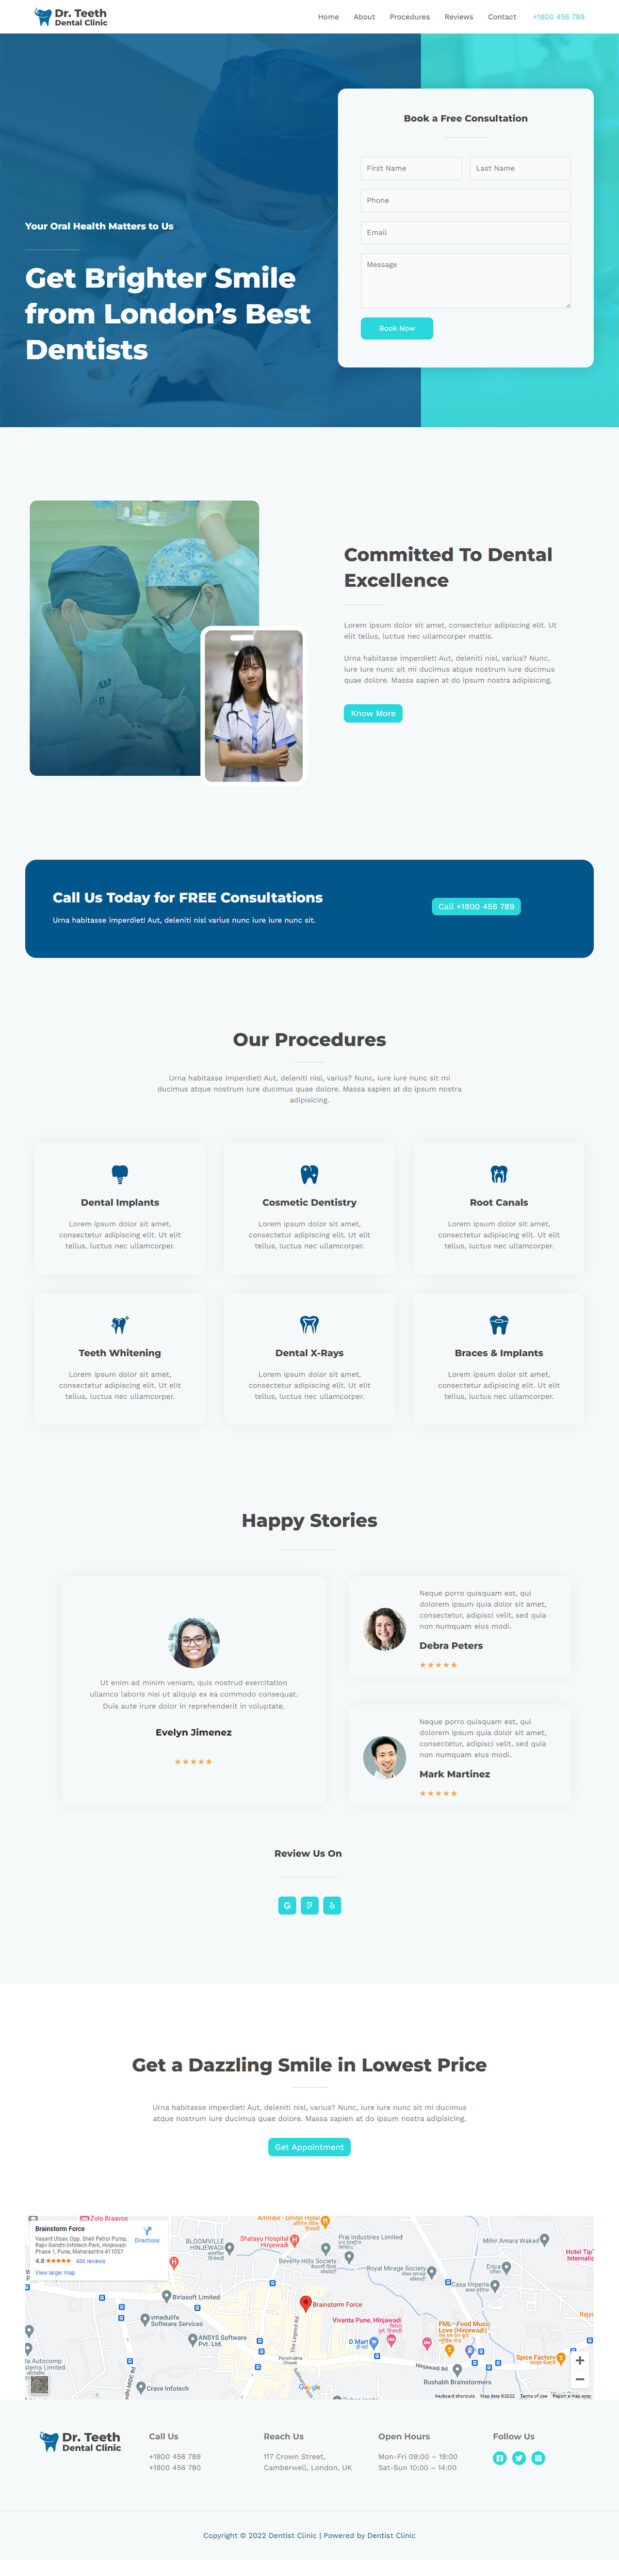 Dr. Teeth
Dental Clinic
Home About Procedures Reviews Contact +1800 456 789
Book a Free Consultation
First Name Last Name
Phone
Email
Message
Book Now
Your Oral Health Matters to Us
Get Brighter Smile
from London's Best
Dentists
Committed To Dental
Excellence
Lorem ipsum dolor sit amet, consectetur adipiscing elit. Ut
elit tellus, luctus nec ullamcorper mattis.
Urna habitasse imperdiet! Aut, deleniti nisl, varius? Nunc,
iure iure nunc sit mi ducimus atque nostrum iure ducimus
quae dolore. Massa sapien at do ipsum nostra adipisicing.
Know More
Call Us Today for FREE Consultations
Urna habitasse imperdiet! Aut, deleniti nisl varius nunc iure iure nunc sit.
Call +1800 456 789
Our Procedures
Urna habitasse imperdiet! Aut, deleniti nisl, varius? Nunc, iure iure nunc sit mi
ducimus atque nostrum iure ducimus quae dolore. Massa sapien at do ipsum nostra
adipisicing.
Dental Implants
Lorem ipsum dolor sit amet,
consectetur adipiscing elit. Ut elit
tellus, luctus nec ullamcorper.
Cosmetic Dentistry
Lorem ipsum dolor sit amet,
consectetur adipiscing elit. Ut elit
tellus, luctus nec ullamcorper.
Root Canals
Lorem ipsum dolor sit amet,
consectetur adipiscing elit. Ut elit
tellus, luctus nec ullamcorper.
Teeth Whitening
Lorem ipsum dolor sit amet,
consectetur adipiscing elit. Ut elit
tellus, luctus nec ullamcorper.
Dental X-Rays
Lorem ipsum dolor sit amet,
consectetur adipiscing elit. Ut elit
tellus, luctus nec ullamcorper.
Braces & Implants
Lorem ipsum dolor sit amet,
consectetur adipiscing elit. Ut elit
tellus, luctus nec ullamcorper.
Happy Stories
Ut enim ad minim veniam, quis nostrud exercitation
ullamco laboris nisi ut aliquip ex ea commodo consequat.
Duis aute irure dolor in reprehenderit in voluptate.
Evelyn Jimenez
Neque porro quisquam est, qui
dolorem ipsum quia dolor sit amet,
consectetur, adipisci velit, sed quia
non numquam eius modi.
Debra Peters
Neque porro quisquam est, qui
dolorem ipsum quia dolor sit amet,
consectetur, adipisci velit, sed quia
non numquam eius modi.
Mark Martinez
Review Us On
Get a Dazzling Smile in Lowest Price
Urna habitasse imperdiet! Aut, deleniti nisl, varius? Nunc, iure iure nunc sit mi ducimus
atque nostrum iure ducimus quae dolore. Massa sapien at do ipsum nostra adipisicing.
Get Appointment
Zolo Braavos
Brainstorm Force
Vasant Utsav, Opp. Shell Petrol Pump,
Rajiv Gandhi Infotech Park, Hinjewadi
Phase 1, Pune, Maharashtra 411057
4.8 436 reviews
View larger map
Directions
BLOOMVILLE
HINJEWADI
Shatayu Hospital
Hinjewadi
Beverly-Hills Society
Praj Industries Limited
Royal Mirage Society
Mihir Amara Wakad
Erica
Casa Imperia
Birlasoft Limited
Software Services
ANSYS Software
Pvt. Ltd.
Brainstorm Force
Vivanta Pune, Hinjawadi
D Mart
FML-Food Music
Love (Hinjewadi)
Spice Factory
Hinjawadi Rd
Rushabh Brainstormers
Crave Infotech
Google
Keyboard shortcuts Map data ©2022 Terms of Use Report a map error
Dr. Teeth
Dental Clinic
Call Us
+1800 456 789
+1800 456 780
Reach Us
117 Crown Street,
Camberwell, London, UK
Open Hours
Mon-Fri 09:00 – 19:00
Sat-Sun 10:00 – 14:00
Follow Us
Copyright © 2022 Dentist Clinic | Powered by Dentist Clinic